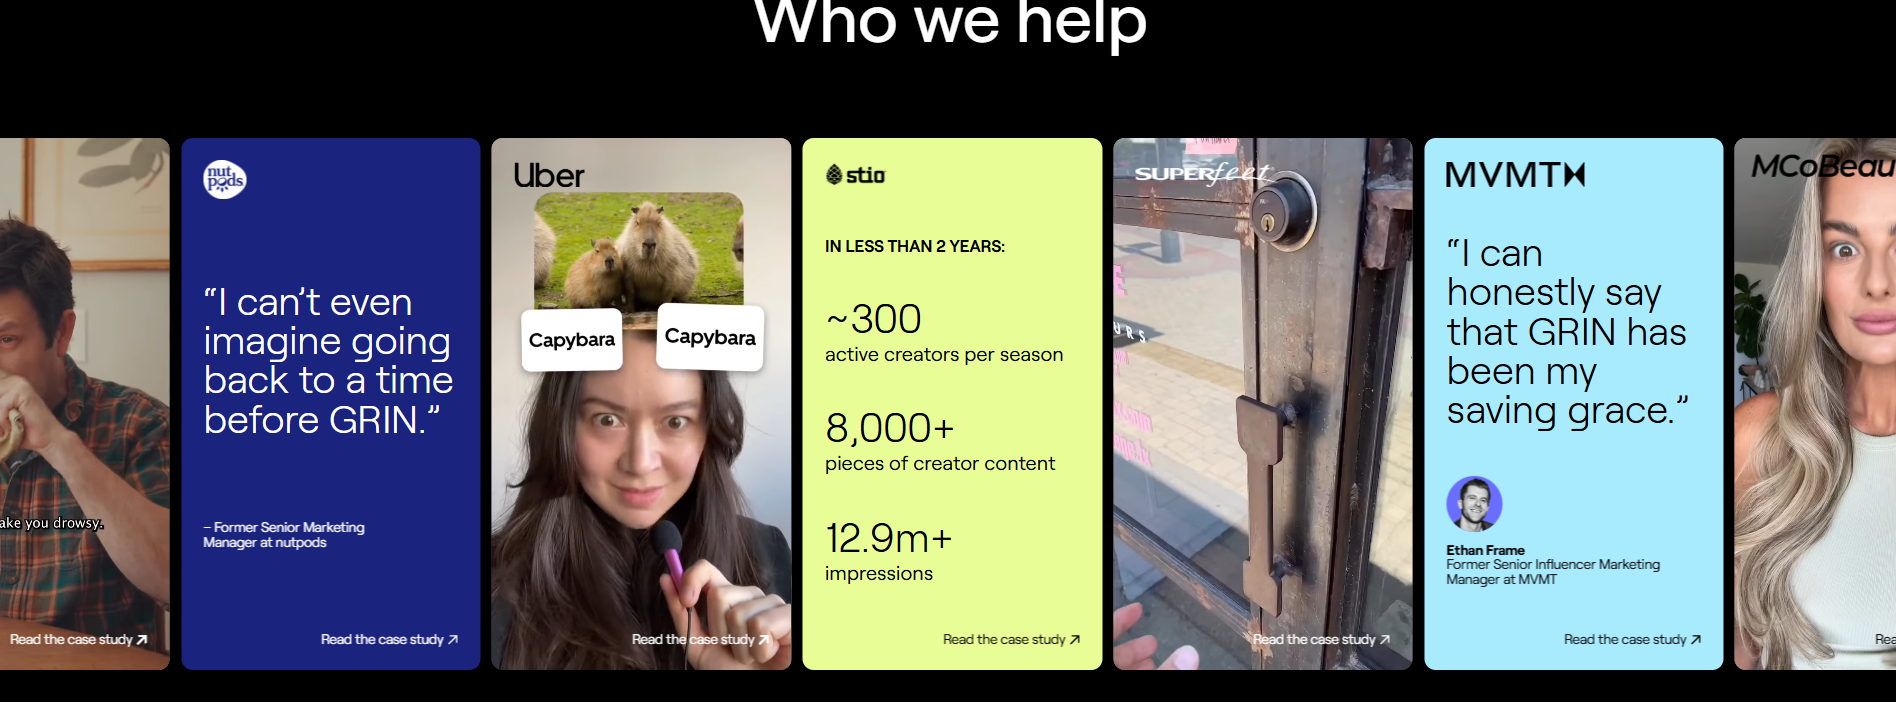 Who we help
ake you drowsy.
Read the case study
nut
pods
“I can’t even
imagine going
back to a time
before GRIN.”
– Former Senior Marketing
Manager at nutpods
Read the case study
Uber
Capybara
Capybara
Read the case study
stio
IN LESS THAN 2 YEARS:
~300
active creators per season
8,000+
pieces of creator content
12.9m+
impressions
Read the case study
SUPERfeet
URS
Read the case study
MVMT
“I can
honestly say
that GRIN has
been my
saving grace.”
Ethan Frame
Former Senior Influencer Marketing
Manager at MVMT
Read the case study
MCoBeau
Rea